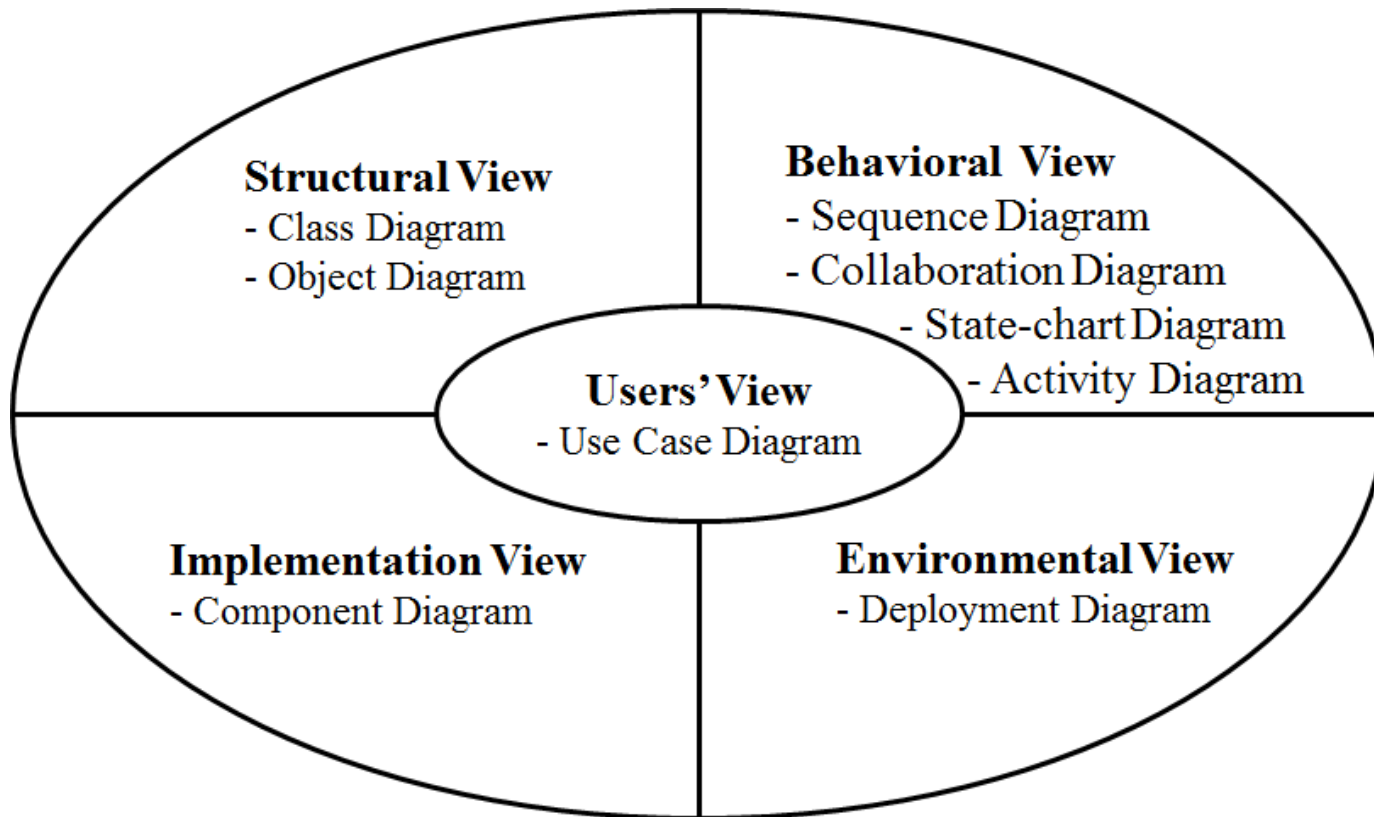 Structural View
- Class Diagram
- Object Diagram
Behavioral View
- Sequence Diagram
- Collaboration Diagram
- State-chart Diagram
- Activity Diagram
Users’ View
- Use Case Diagram
Implementation View
- Component Diagram
Environmental View
- Deployment Diagram